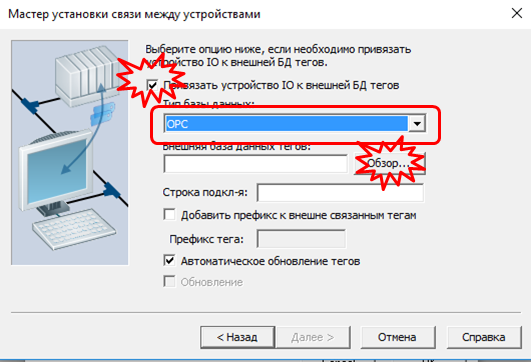 Мастер установки связи между устройствами
Выберите опцию ниже, если необходимо привязать
устройство IO к внешней БД тегов.
Привязать устройство IO к внешней БД тегов
Тип базы данных:
OPC
Внешняя база данных тегов:
Обзор...
Строка подкл-я:
Добавить префикс к внешне связанным тегам
Префикс тега:
Автоматическое обновление тегов
Обновление
< Назад
Далее >
Отмена
Справка